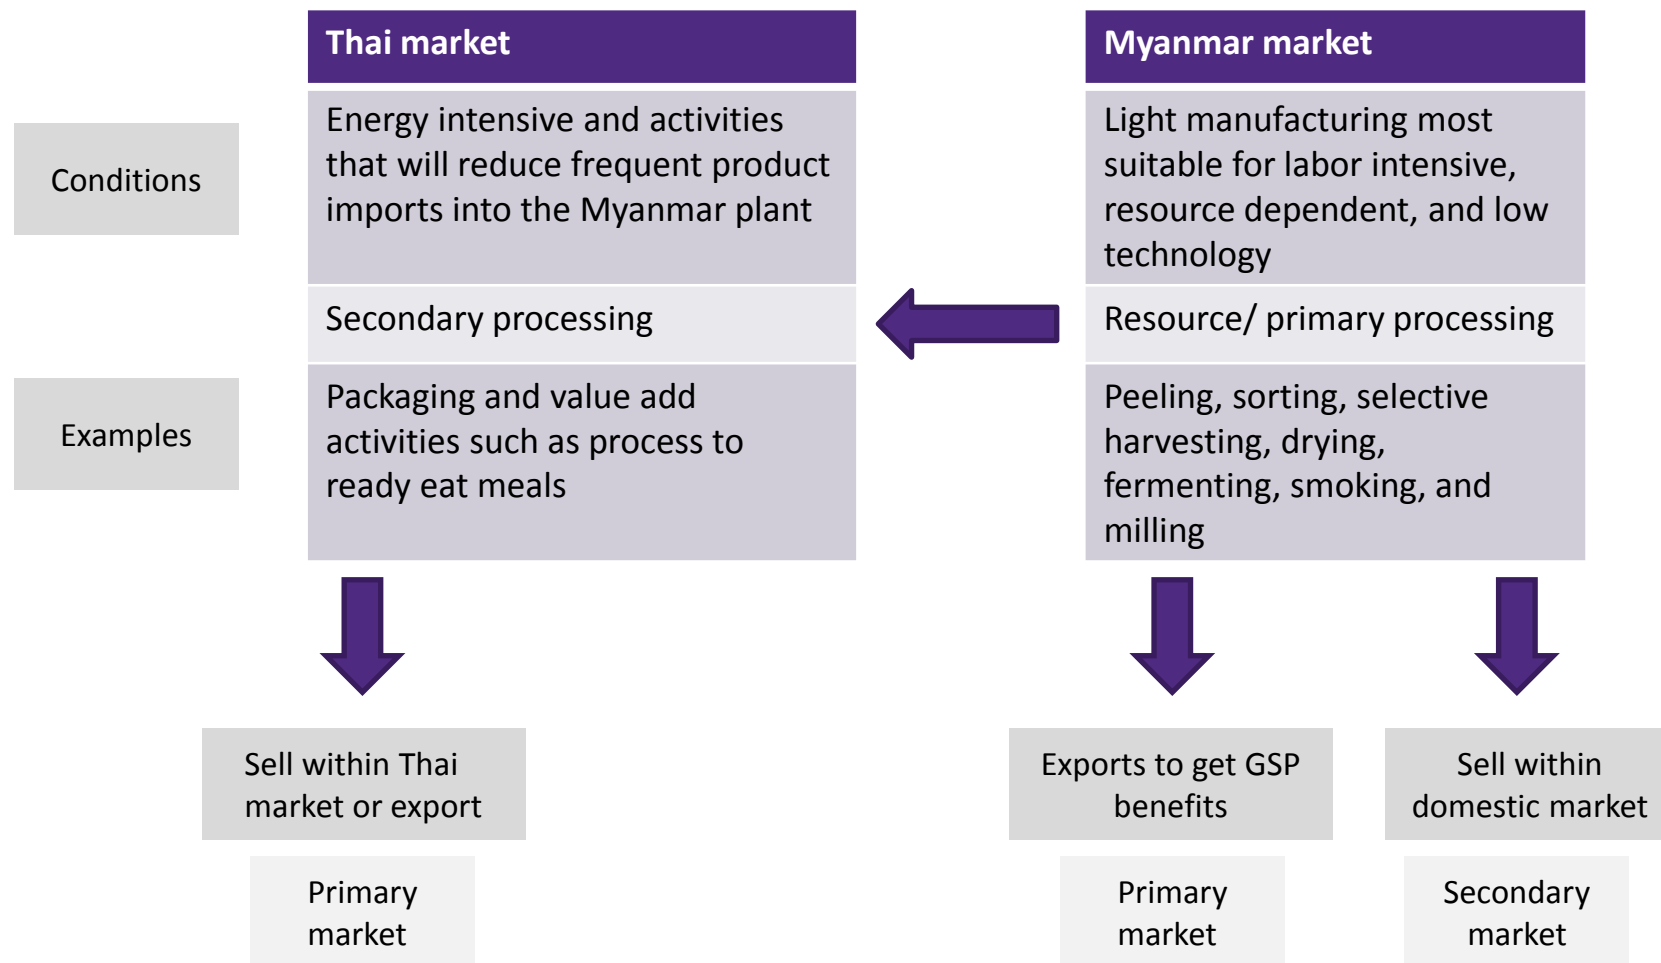 Thai market
Myanmar market
Conditions
Energy intensive and activities
that will reduce frequent product
imports into the Myanmar plant
Light manufacturing most
suitable for labor intensive,
resource dependent, and low
technology
Secondary processing
Resource/ primary processing
Examples
Packaging and value add
activities such as process to
ready eat meals
Peeling, sorting, selective
harvesting, drying,
fermenting, smoking, and
milling
Sell within Thai
market or export
Exports to get GSP
benefits
Sell within
domestic market
Primary
market
Primary
market
Secondary
market